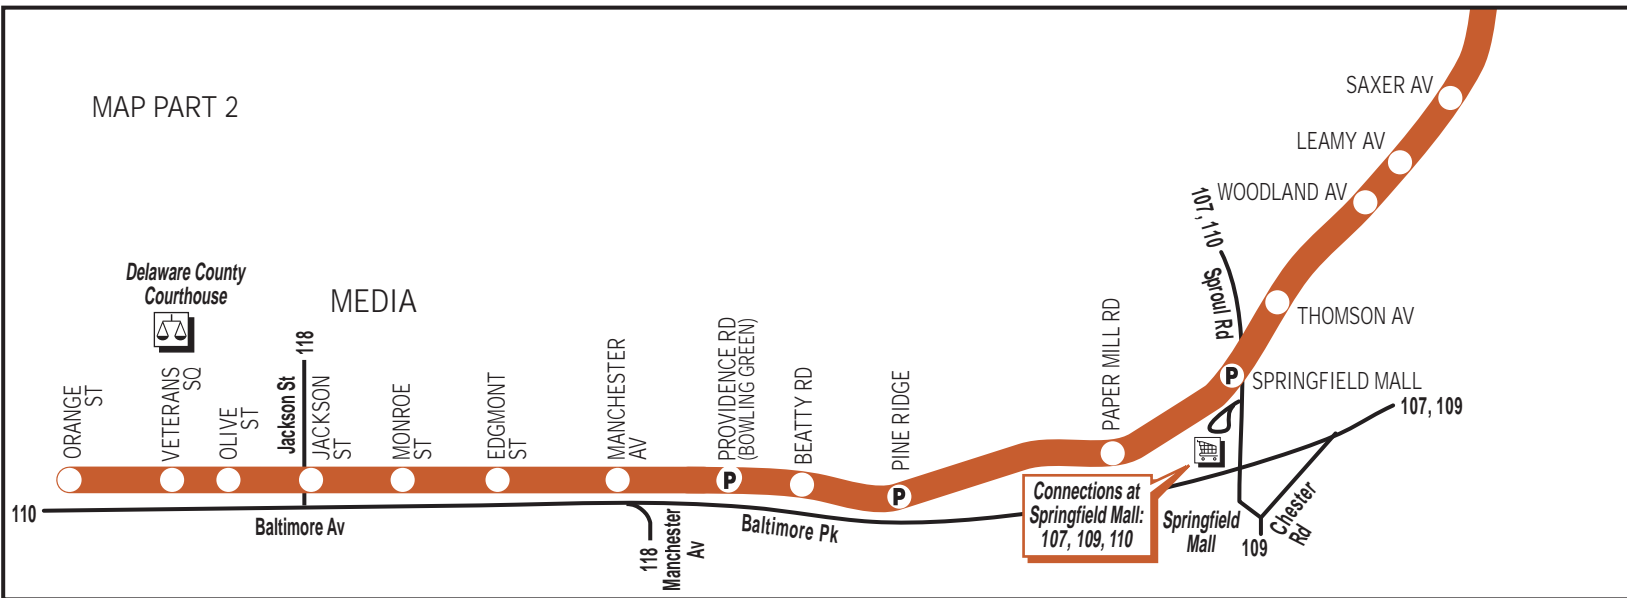 MAP PART 2
SAXER AV
LEAMY AV
WOODLAND AV
107, 110
Sproul Rd
THOMSON AV
Delaware County
Courthouse
MEDIA
118
Jackson St
ORANGE
ST
VETERANS
SQ
OLIVE
ST
JACKSON
ST
MONROE
ST
EDGMONT
ST
MANCHESTER
AV
PROVIDENCE RD
(BOWLING GREEN)
BEATTY RD
PINE RIDGE
PAPER MILL RD
P
SPRINGFIELD MALL
107, 109
P
P
110
Baltimore Av
118
Manchester
Av
Baltimore Pk
Connections at
Springfield Mall:
107, 109, 110
Springfield
Mall
109
Chester
Rd